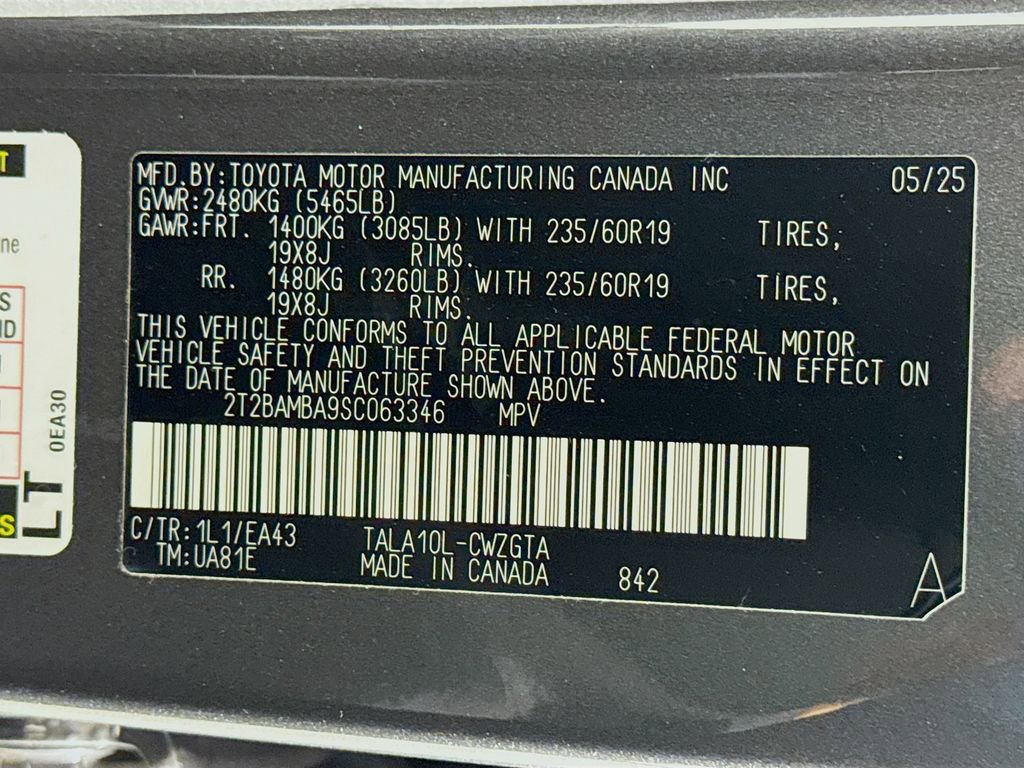 MFD.BY:TOYOTA MOTOR MANUFACTURING CANADA INC 05/25
GVWR:2480KG (5465LB)
GAWR:FRT. 1400KG (3085LB) WITH 235/60R19 TIRES,
19X8J RIMS.
RR. 1480KG (3260LB) WITH 235/60R19 TIRES,
19X8J RIMS.
THIS VEHICLE CONFORMS TO ALL APPLICABLE FEDERAL MOTOR
VEHICLE SAFETY AND THEFT PREVENTION STANDARDS IN EFFECT ON
THE DATE OF MANUFACTURE SHOWN ABOVE.
2T2BAMBA9SC063346 MPV
C/TR:1L1/EA43 TALA10L-CWZGTA
TM:UA81E MADE IN CANADA 842
A
0EA30
LT